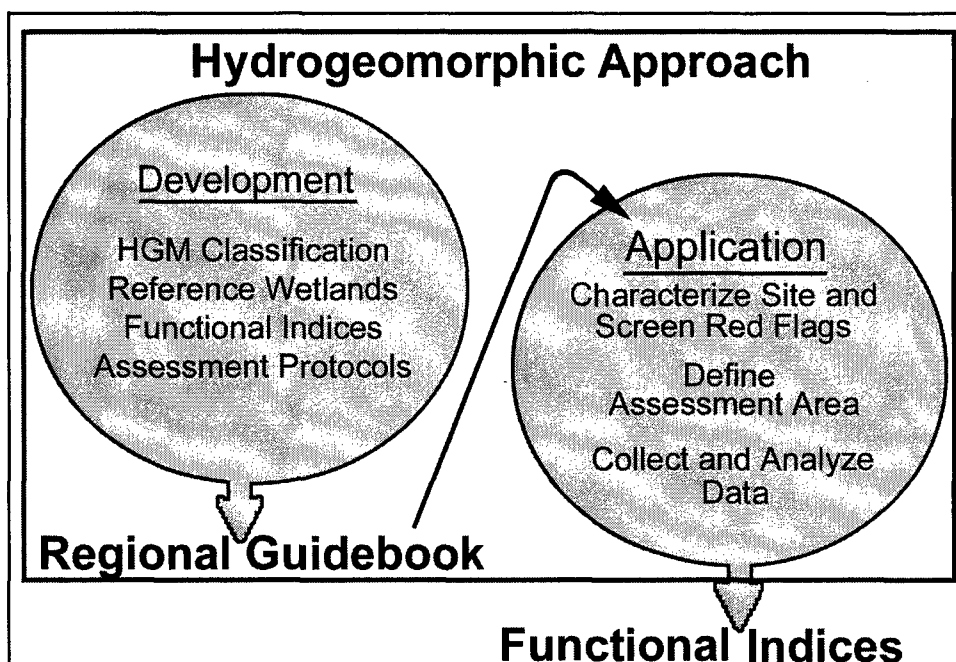 Hydrogeomorphic Approach
Development
HGM Classification
Reference Wetlands
Functional Indices
Assessment Protocols
Regional Guidebook
Application
Characterize Site and
Screen Red Flags
Define
Assessment Area
Collect and Analyze
Data
Functional Indices